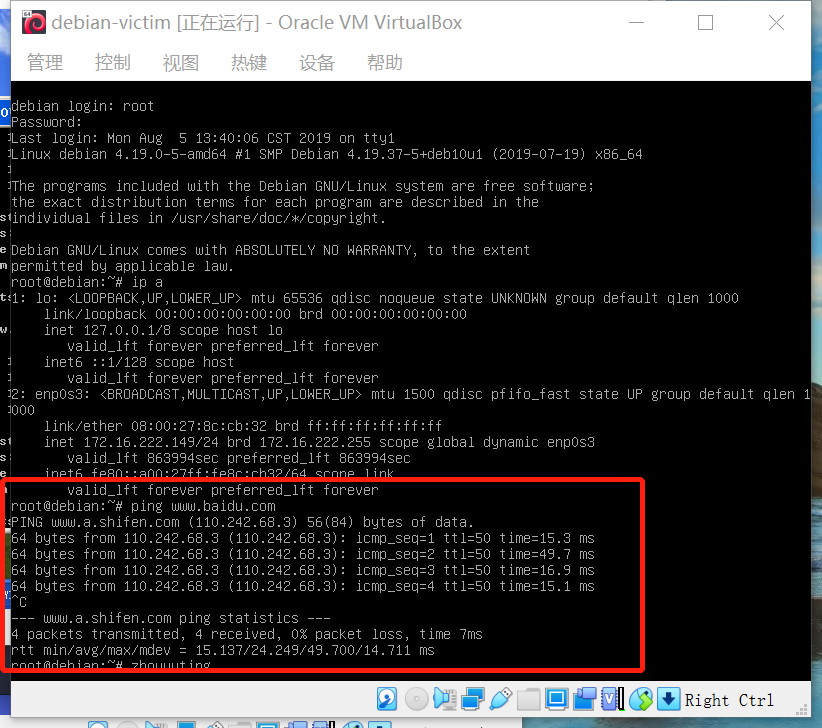 debian-victim [正在运行] - Oracle VM VirtualBox
管理 控制 视图 热键 设备 帮助
debian login: root
Password:
Last login: Mon Aug  5 13:40:06 CST 2019 on tty1
Linux debian 4.19.0-5-amd64 #1 SMP Debian 4.19.37-5+deb10u1 (2019-07-19) x86_64
The programs included with the Debian GNU/Linux system are free software;
the exact distribution terms for each program are described in the
individual files in /usr/share/doc/*/copyright.
Debian GNU/Linux comes with ABSOLUTELY NO WARRANTY, to the extent
permitted by applicable law.
root@debian:~# ip a
1: lo: <LOOPBACK,UP,LOWER_UP> mtu 65536 qdisc noqueue state UNKNOWN group default qlen 1000
link/loopback 00:00:00:00:00:00 brd 00:00:00:00:00:00
inet 127.0.0.1/8 scope host lo
valid_lft forever preferred_lft forever
inet6 ::1/128 scope host
valid_lft forever preferred_lft forever
2: enp0s3: <BROADCAST,MULTICAST,UP,LOWER_UP> mtu 1500 qdisc pfifo_fast state UP group default qlen 1
000
link/ether 08:00:27:8c:cb:32 brd ff:ff:ff:ff:ff:ff
inet 172.16.222.149/24 brd 172.16.222.255 scope global dynamic enp0s3
valid_lft 863994sec preferred_lft 863994sec
inet6 fe80::a00:27ff:fe8c:cb32/64 scope link
valid_lft forever preferred_lft forever
root@debian:~# ping www.baidu.com
PING www.a.shifen.com (110.242.68.3) 56(84) bytes of data.
64 bytes from 110.242.68.3 (110.242.68.3): icmp_seq=1 ttl=50 time=15.3 ms
64 bytes from 110.242.68.3 (110.242.68.3): icmp_seq=2 ttl=50 time=49.7 ms
64 bytes from 110.242.68.3 (110.242.68.3): icmp_seq=3 ttl=50 time=16.9 ms
64 bytes from 110.242.68.3 (110.242.68.3): icmp_seq=4 ttl=50 time=15.1 ms
^C
--- www.a.shifen.com ping statistics ---
4 packets transmitted, 4 received, 0% packet loss, time 7ms
rtt min/avg/max/mdev = 15.137/24.249/49.700/14.711 ms
root@debian:~# zhouyuting
Right Ctrl